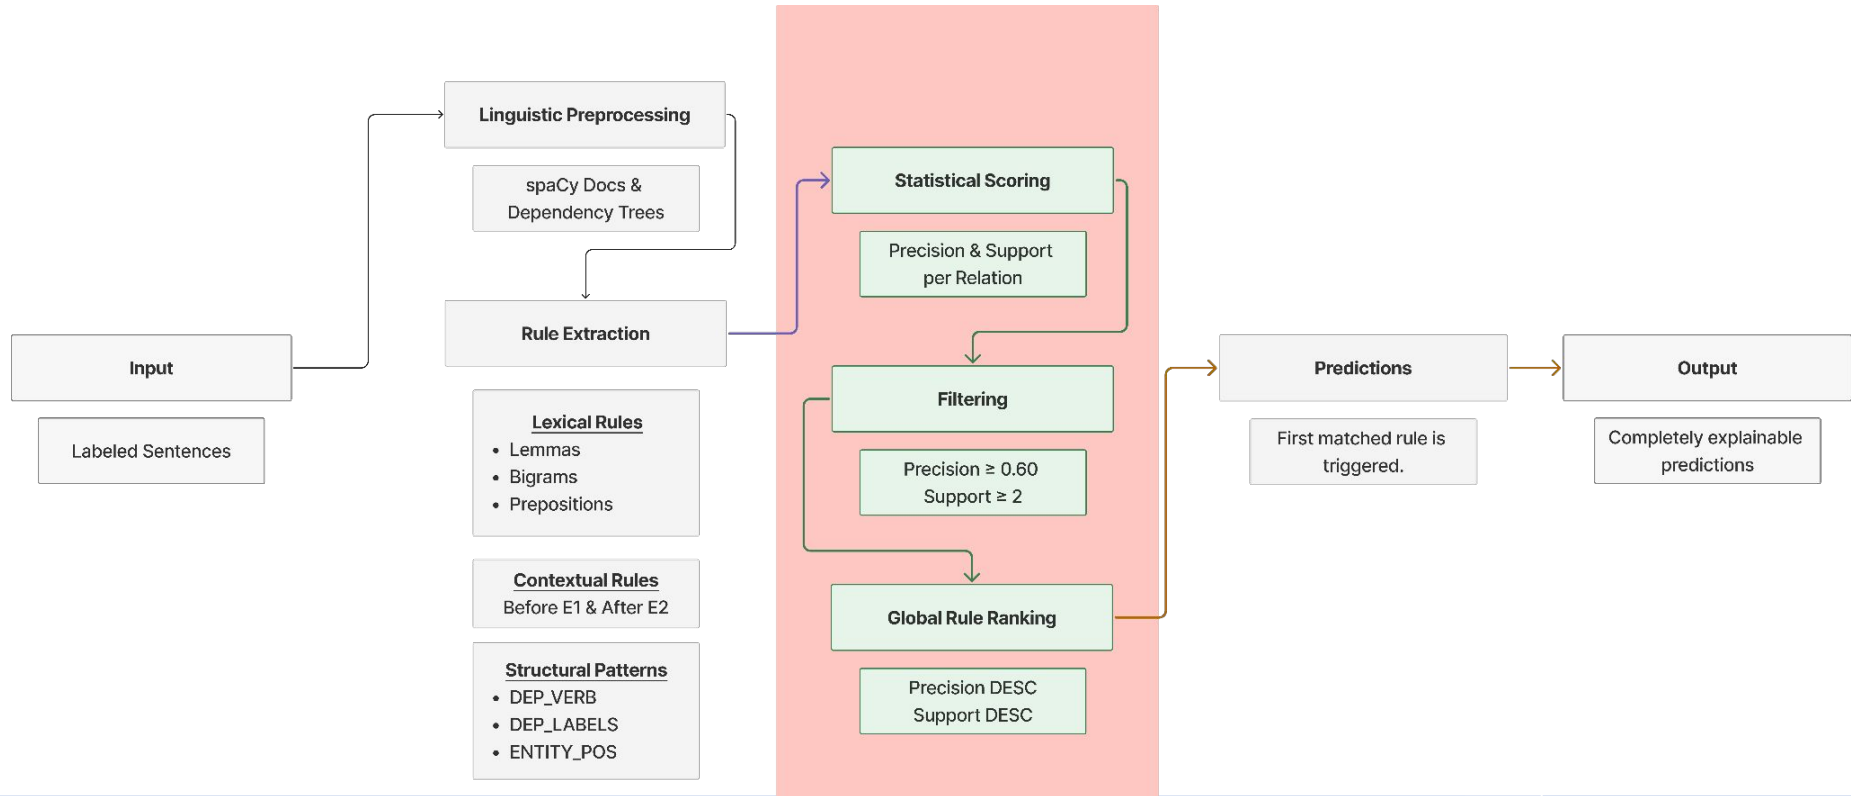 Input
Labeled Sentences
Linguistic Preprocessing
spaCy Docs &
Dependency Trees
Rule Extraction
Lexical Rules
• Lemmas
• Bigrams
• Prepositions
Contextual Rules
Before E1 & After E2
Structural Patterns
• DEP_VERB
• DEP_LABELS
• ENTITY_POS
Statistical Scoring
Precision & Support
per Relation
Filtering
Precision ≥ 0.60
Support ≥ 2
Global Rule Ranking
Precision DESC
Support DESC
Predictions
First matched rule is
triggered.
Output
Completely explainable
predictions